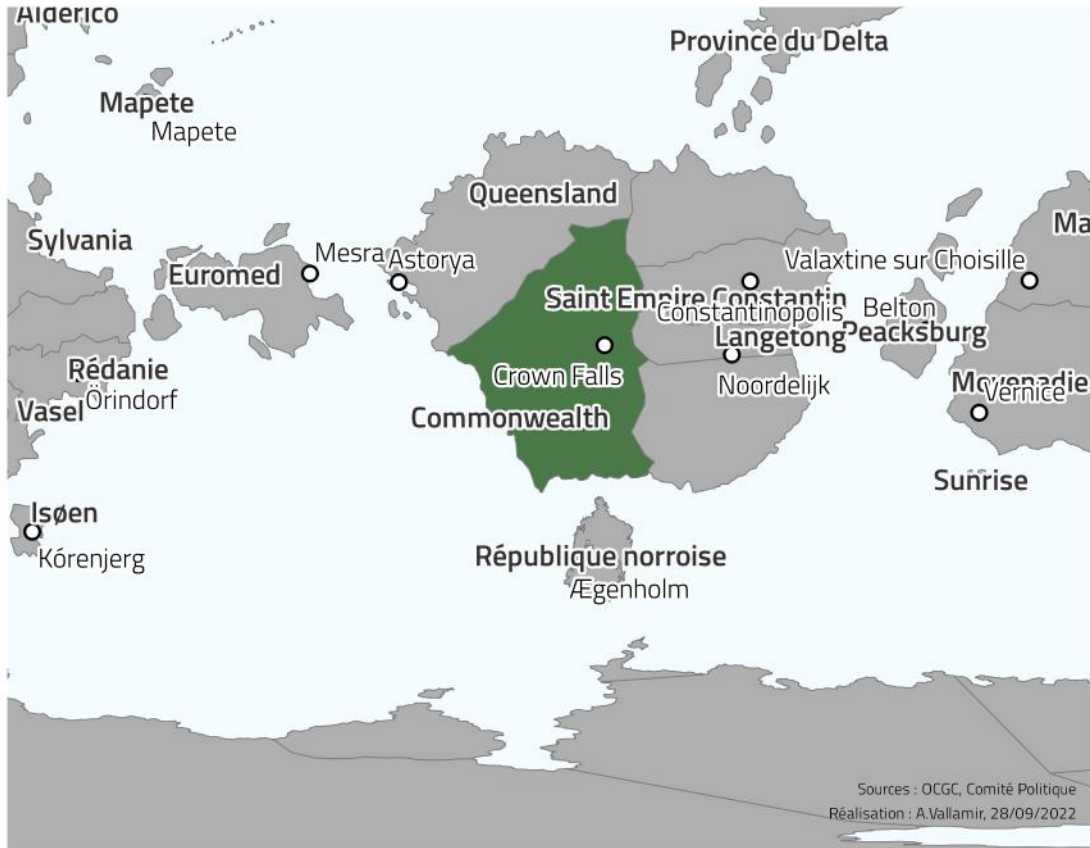 Alderico
Province du Delta
Mapete
Mapete
Queensland
Sylvania
Mesra
Astorya
Euromed
Valaxtine sur Choisille
Ma
Saint Empire Constantin
Constantinopolis
Belton
Langetong
Peacksburg
Rédanie
Örindorf
Crown Falls
Noordelijk
Vernice
Vasel
Commonwealth
Sunrise
Isøen
Kórenjerg
République norroise
Ægenholm
Sources : OCGC, Comité Politique
Réalisation : A.Vallamir, 28/09/2022